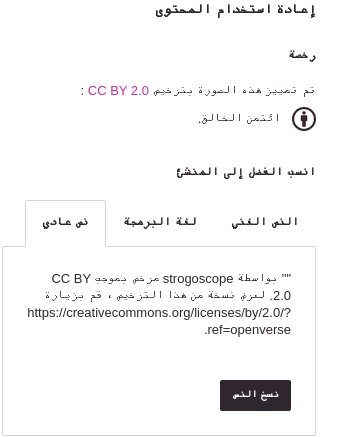 إعادة استخدام المحتوى
رخصة
تم تمييز هذه الصورة بترخيص CC BY 2.0 :
ائتمن الخالق.
انسب الفضل إلى المنشئ
النص الغني
لغة البرمجة
نص عادي
"" بواسطة strogoscope مرخص بموجب CC BY
2.0. لعرض نسخة من هذا الترخيص ، قم بزيارة
https://creativecommons.org/licenses/by/2.0/?
ref=openverse.
نسخ النص